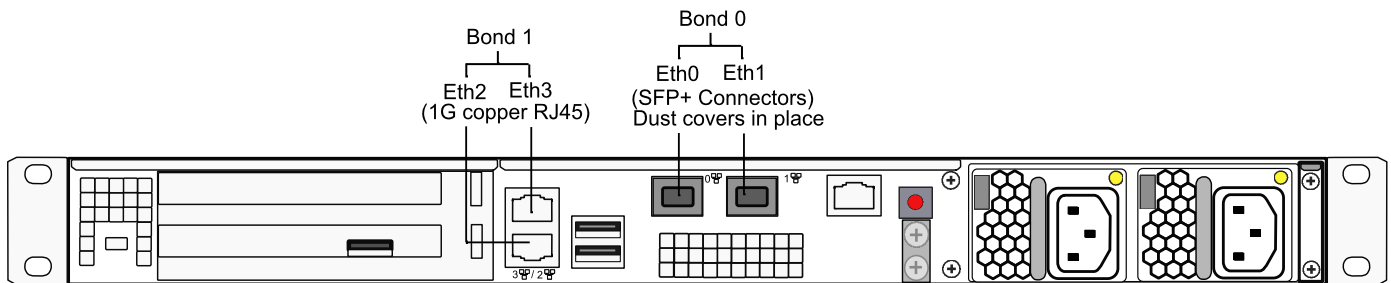 Bond 0
Bond 1
Eth0 Eth1
Eth2 Eth3
(SFP+ Connectors)
(1G copper RJ45)
Dust covers in place
0
1
3 / 2